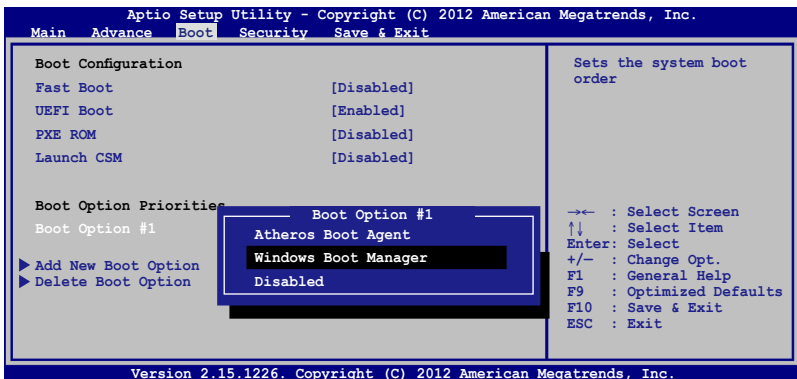 Aptio Setup Utility - Copyright (C) 2012 American Megatrends, Inc.
Main Advance Boot Security Save & Exit
Boot Configuration
Fast Boot [Disabled]
UEFI Boot [Enabled]
PXE ROM [Disabled]
Launch CSM [Disabled]
Boot Option Priorities
Boot Option #1
Add New Boot Option
Delete Boot Option
Boot Option #1
Atheros Boot Agent
Windows Boot Manager
Disabled
Sets the system boot
order
→← : Select Screen
↑↓ : Select Item
Enter: Select
+/— : Change Opt.
F1 : General Help
F9 : Optimized Defaults
F10 : Save & Exit
ESC : Exit
Version 2.15.1226. Copyright (C) 2012 American Megatrends, Inc.